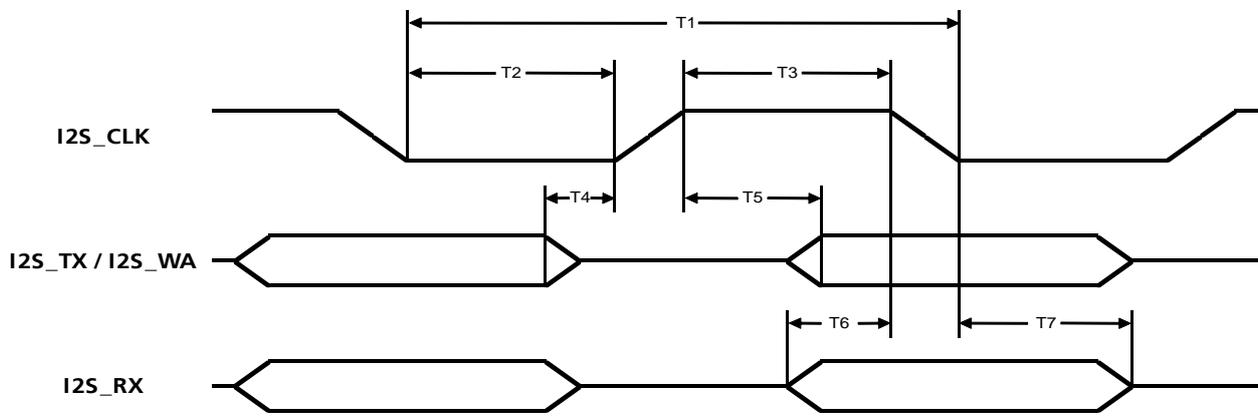 T1
T2
T3
I2S_CLK
T4
T5
I2S_TX / I2S_WA
T6
T7
I2S_RX